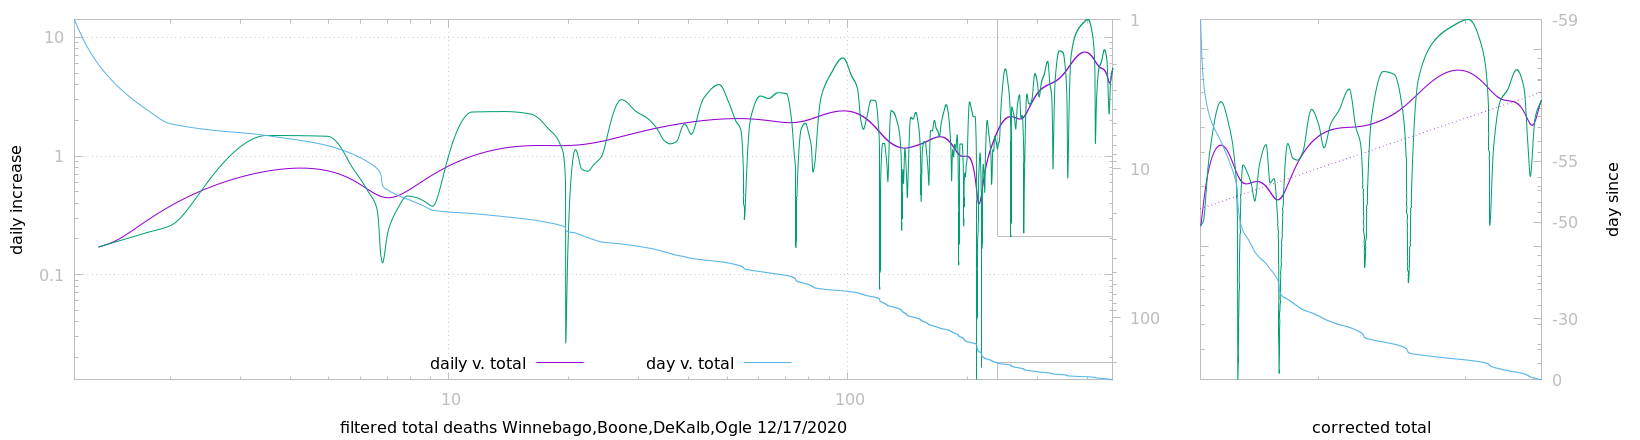 10
1
0.1
daily increase
1
10
100
daily v. total
day v. total
10
100
filtered total deaths Winnebago,Boone,DeKalb,Ogle 12/17/2020
-59
-55
-50
-30
0
day since
corrected total